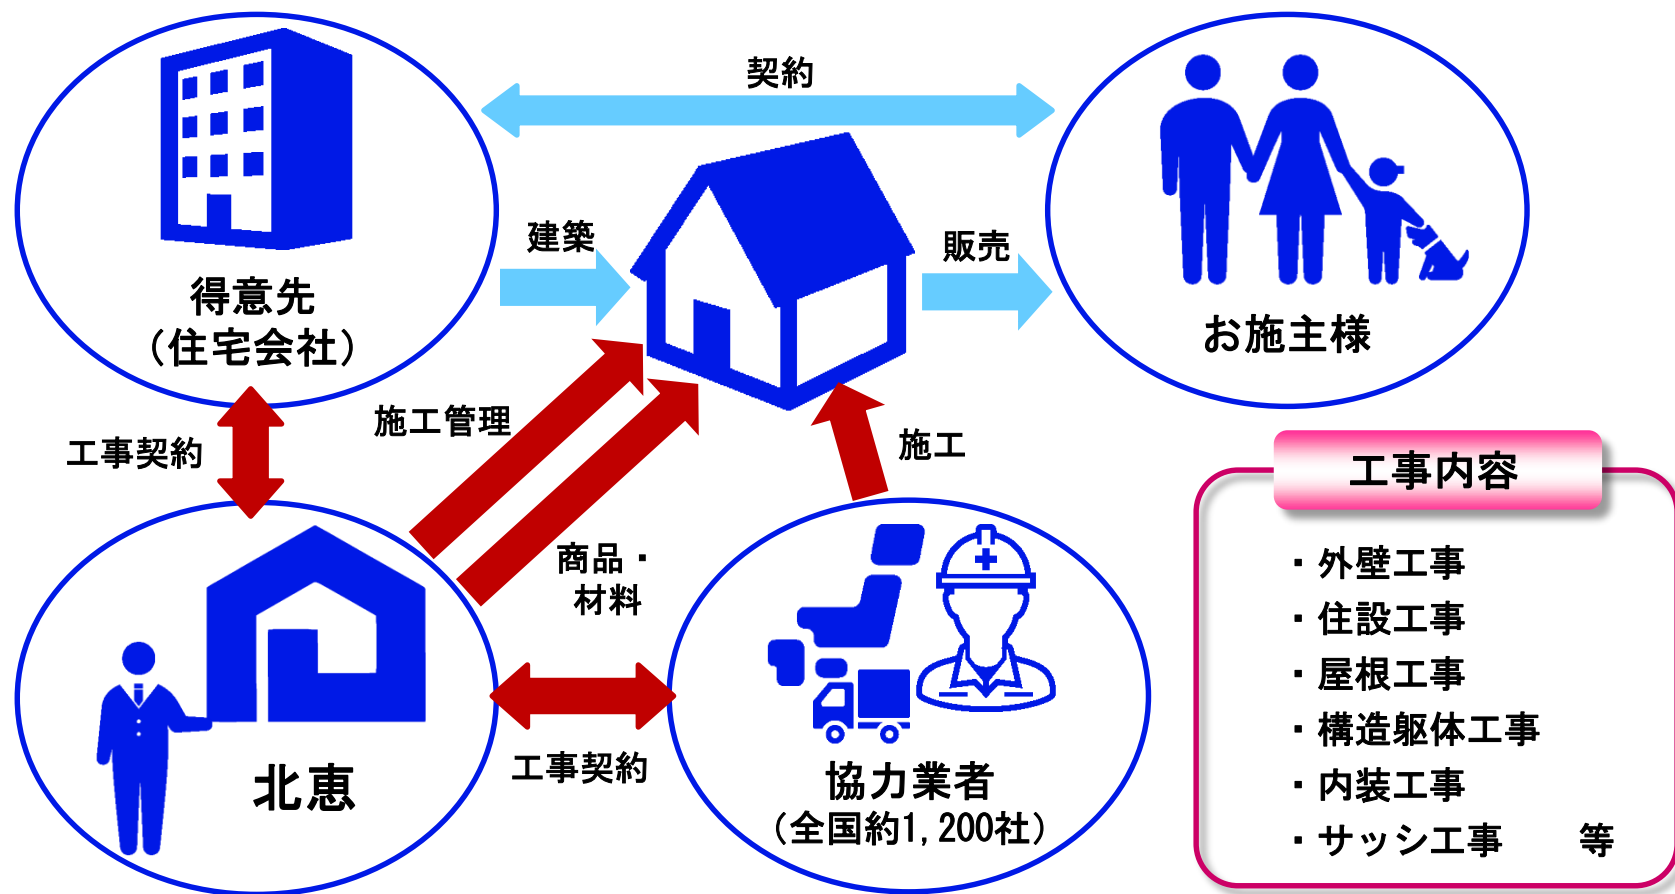 契約
建築
販売
得意先
（住宅会社）
お施主様
工事契約
施工管理
施工
商品・
材料
北恵
工事契約
協力業者
（全国約1,200社）
工事内容
・外壁工事
・住設工事
・屋根工事
・構造躯体工事
・内装工事
・サッシ工事　等